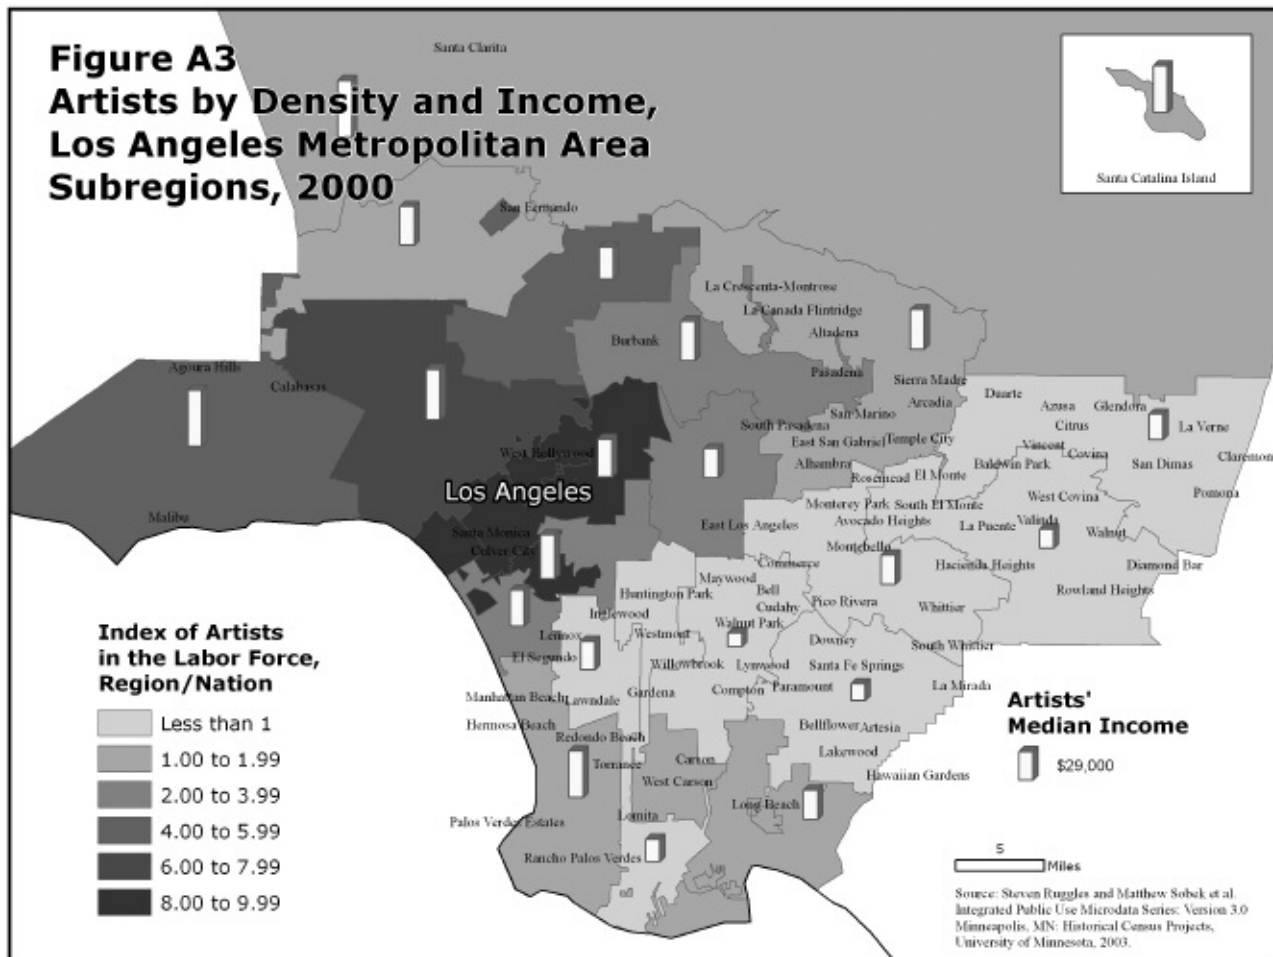 Figure A3
Artists by Density and Income,
Los Angeles Metropolitan Area
Subregions, 2000
Santa Clarita
Santa Catalina Island
San Fernando
La Crescenta-Montrose
La Canada Flintridge
Altadena
Burbank
Pasadena
Sierra Madre
Agoura Hills
Calabasas
Duarte
Arcadia
San Marino
Azusa
Glendora
Citrus
La Verne
South Pasadena
East San Gabriel
Temple City
Vincent
Covina
Claremon
West Hollywood
Alhambra
Rosemead
El Monte
Baldwin Park
San Dimas
Los Angeles
Monterey Park
South El Monte
West Covina
Pomona
Malibu
East Los Angeles
Avocado Heights
La Puente
Valinda
Walnut
Santa Monica
Culver City
Montebello
Commerce
Hacienda Heights
Diamond Bar
Maywood
Bell
Huntington Park
Cudahy
Pico Rivera
Whittier
Rowland Heights
Inglewood
Walnut Park
Lennox
Westmont
Downey
South Whittier
El Segundo
Willowbrook
Lynwood
Santa Fe Springs
Manhattan Beach
Lawndale
Gardena
Compton
Paramount
La Mirada
Hermosa Beach
Bellflower
Artesia
Redondo Beach
Lakewood
Torrance
Carson
West Carson
Hawaiian Gardens
Long Beach
Lomita
Palos Verdes Estates
Rancho Palos Verdes
Index of Artists
in the Labor Force,
Region/Nation
Less than 1
1.00 to 1.99
2.00 to 3.99
4.00 to 5.99
6.00 to 7.99
8.00 to 9.99
Artists'
Median Income
$29,000
5
Miles
Source: Steven Ruggles and Matthew Sobek et al.
Integrated Public Use Microdata Series: Version 3.0
Minneapolis, MN: Historical Census Projects,
University of Minnesota, 2003.